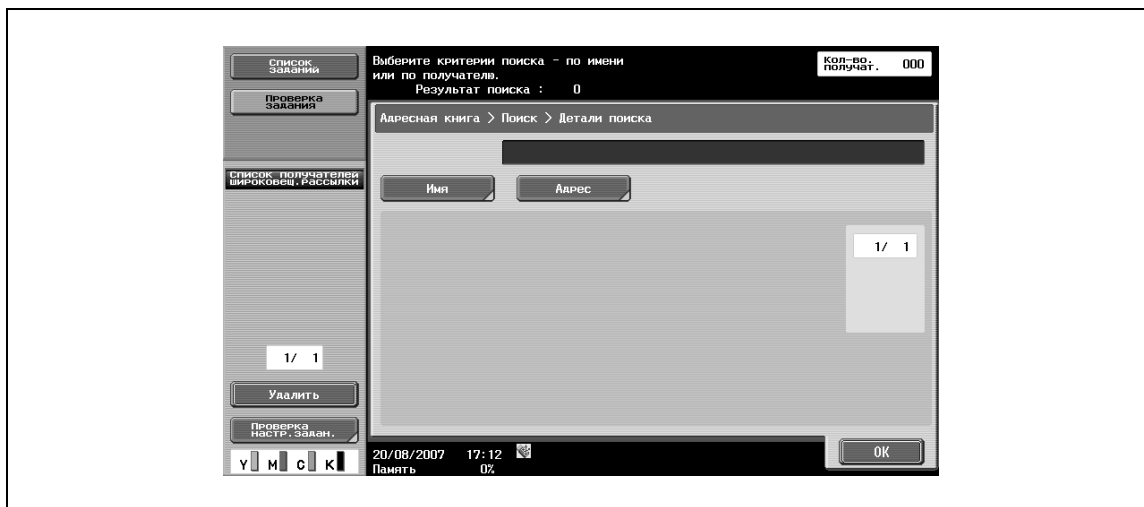 Список
заданий
Проверка
задания
Список получателей
широковещ.рассылки
1/ 1
Удалить
Проверка
настр.задан.
Y M C K
Выберите критерии поиска - по имени
или по получателю.
Результат поиска : 0
Кол-во.
получат. 000
Адресная книга > Поиск > Детали поиска
Имя Адрес
1/ 1
20/08/2007 17:12
Память 0%
OK